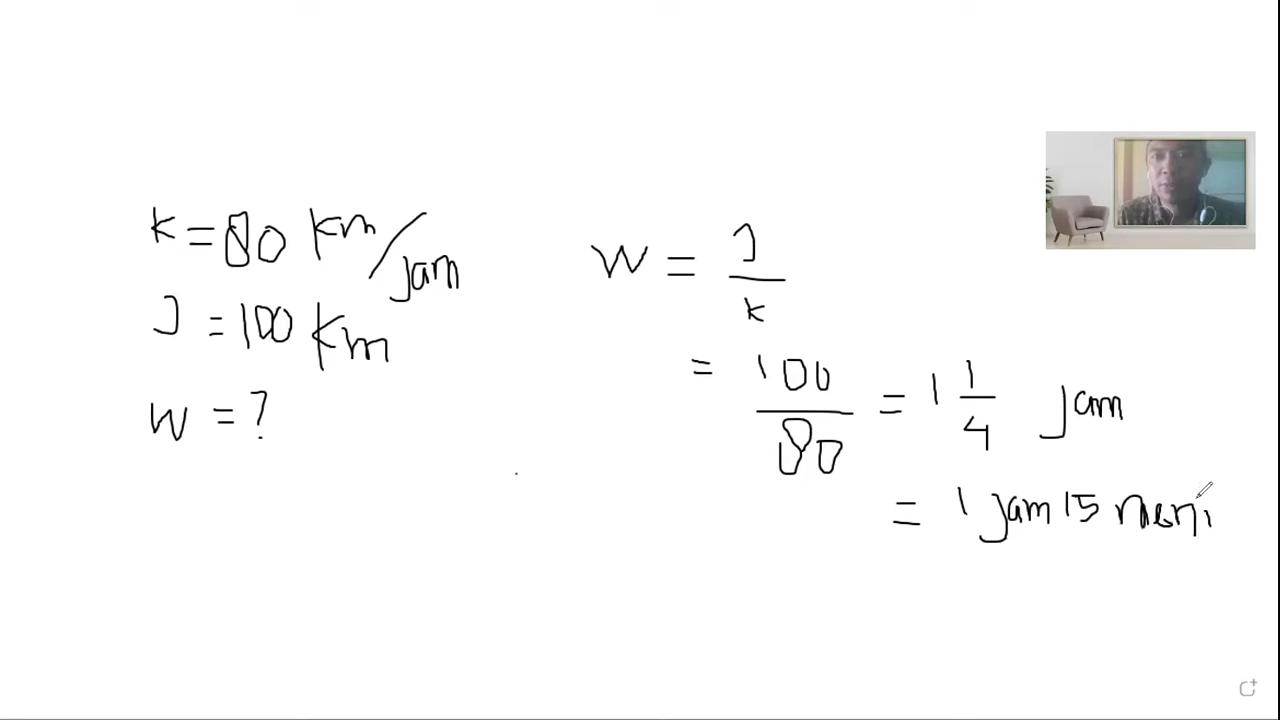 K = 80 km/jam
J = 100 km
W = ?
W = J/K
= 100/80 = 1 1/4 jam
= 1 jam 15 meni